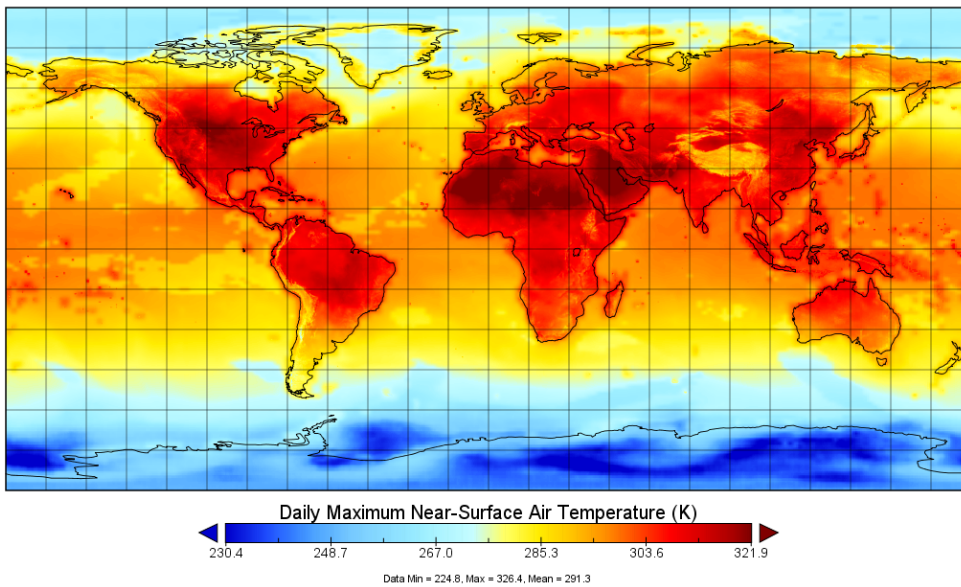 Daily Maximum Near-Surface Air Temperature (K)
230.4 248.7 267.0 285.3 303.6 321.9
Data Min = 224.8, Max = 326.4, Mean = 291.3